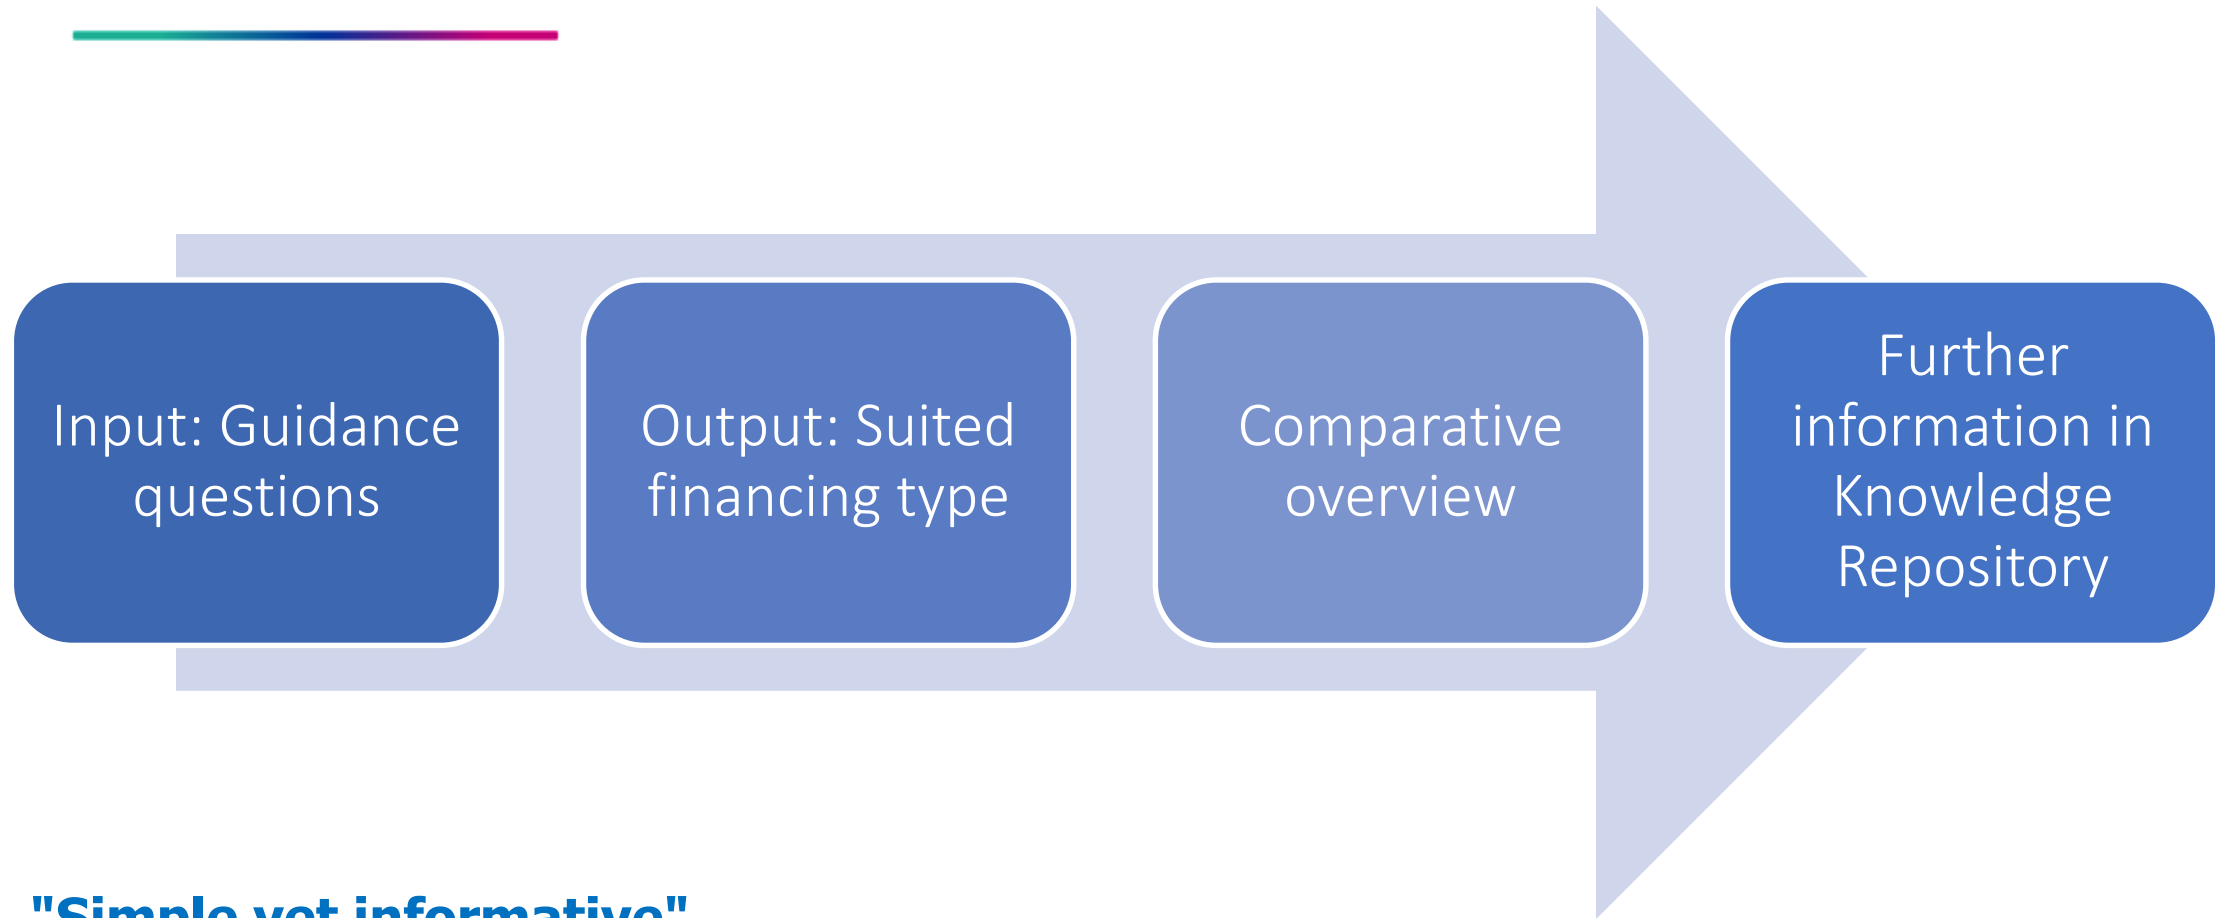 Input: Guidance
questions
Output: Suited
financing type
Comparative
overview
Further
information in
Knowledge
Repository
"Simple yet informative"